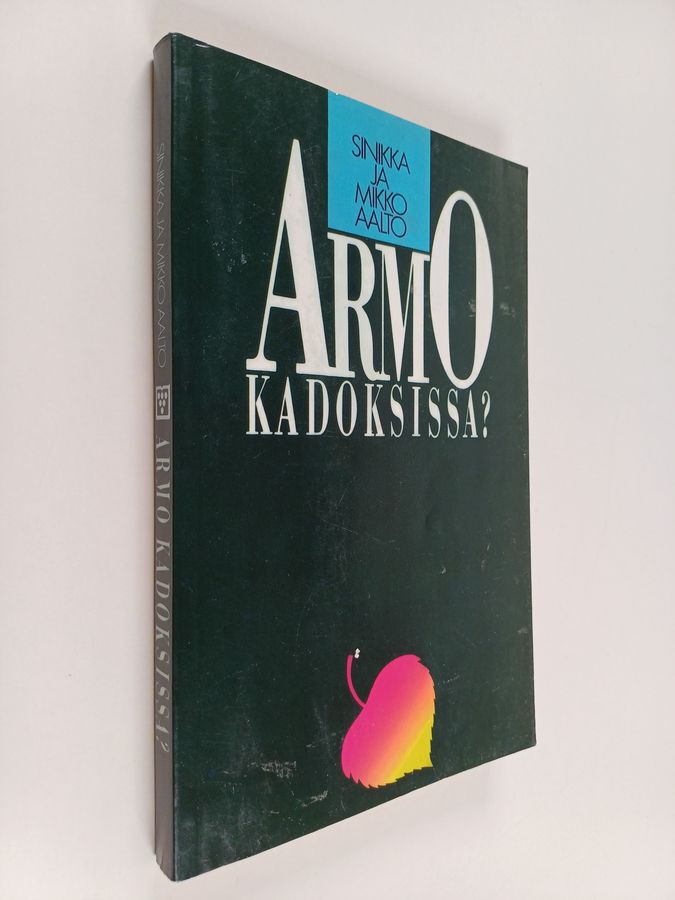 SINIKKA
JA
MIKKO
AALTO
ARMO
KADOKSISSA?
SINIKKA JA MIKKO AALTO
ARMO KADOKSISSA?